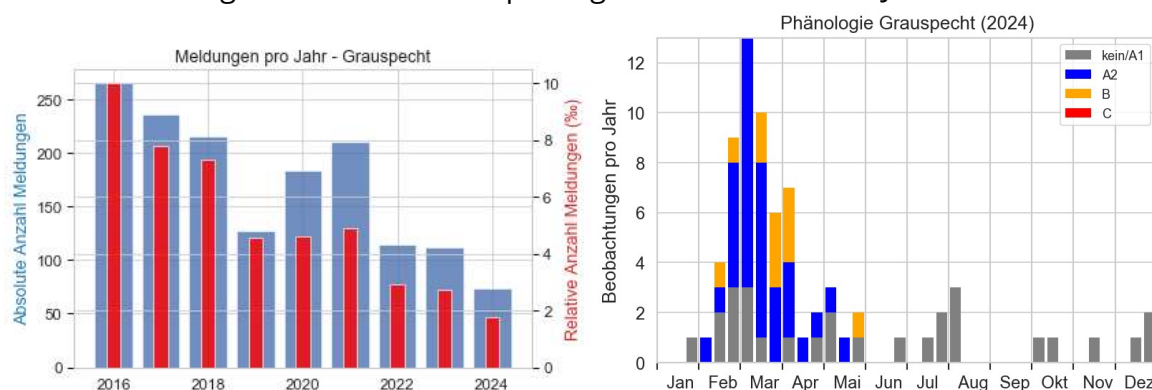 Meldungen pro Jahr - Grauspecht
Absolute Anzahl Meldungen
250
200
150
100
50
0
10
8
6
4
2
0
Relative Anzahl Meldungen (‰)
2016 2018 2020 2022 2024
Phänologie Grauspecht (2024)
Beobachtungen pro Jahr
12
10
8
6
4
2
0
kein/A1
A2
B
C
Jan Feb Mar Apr Mai Jun Jul Aug Sep Okt Nov Dez